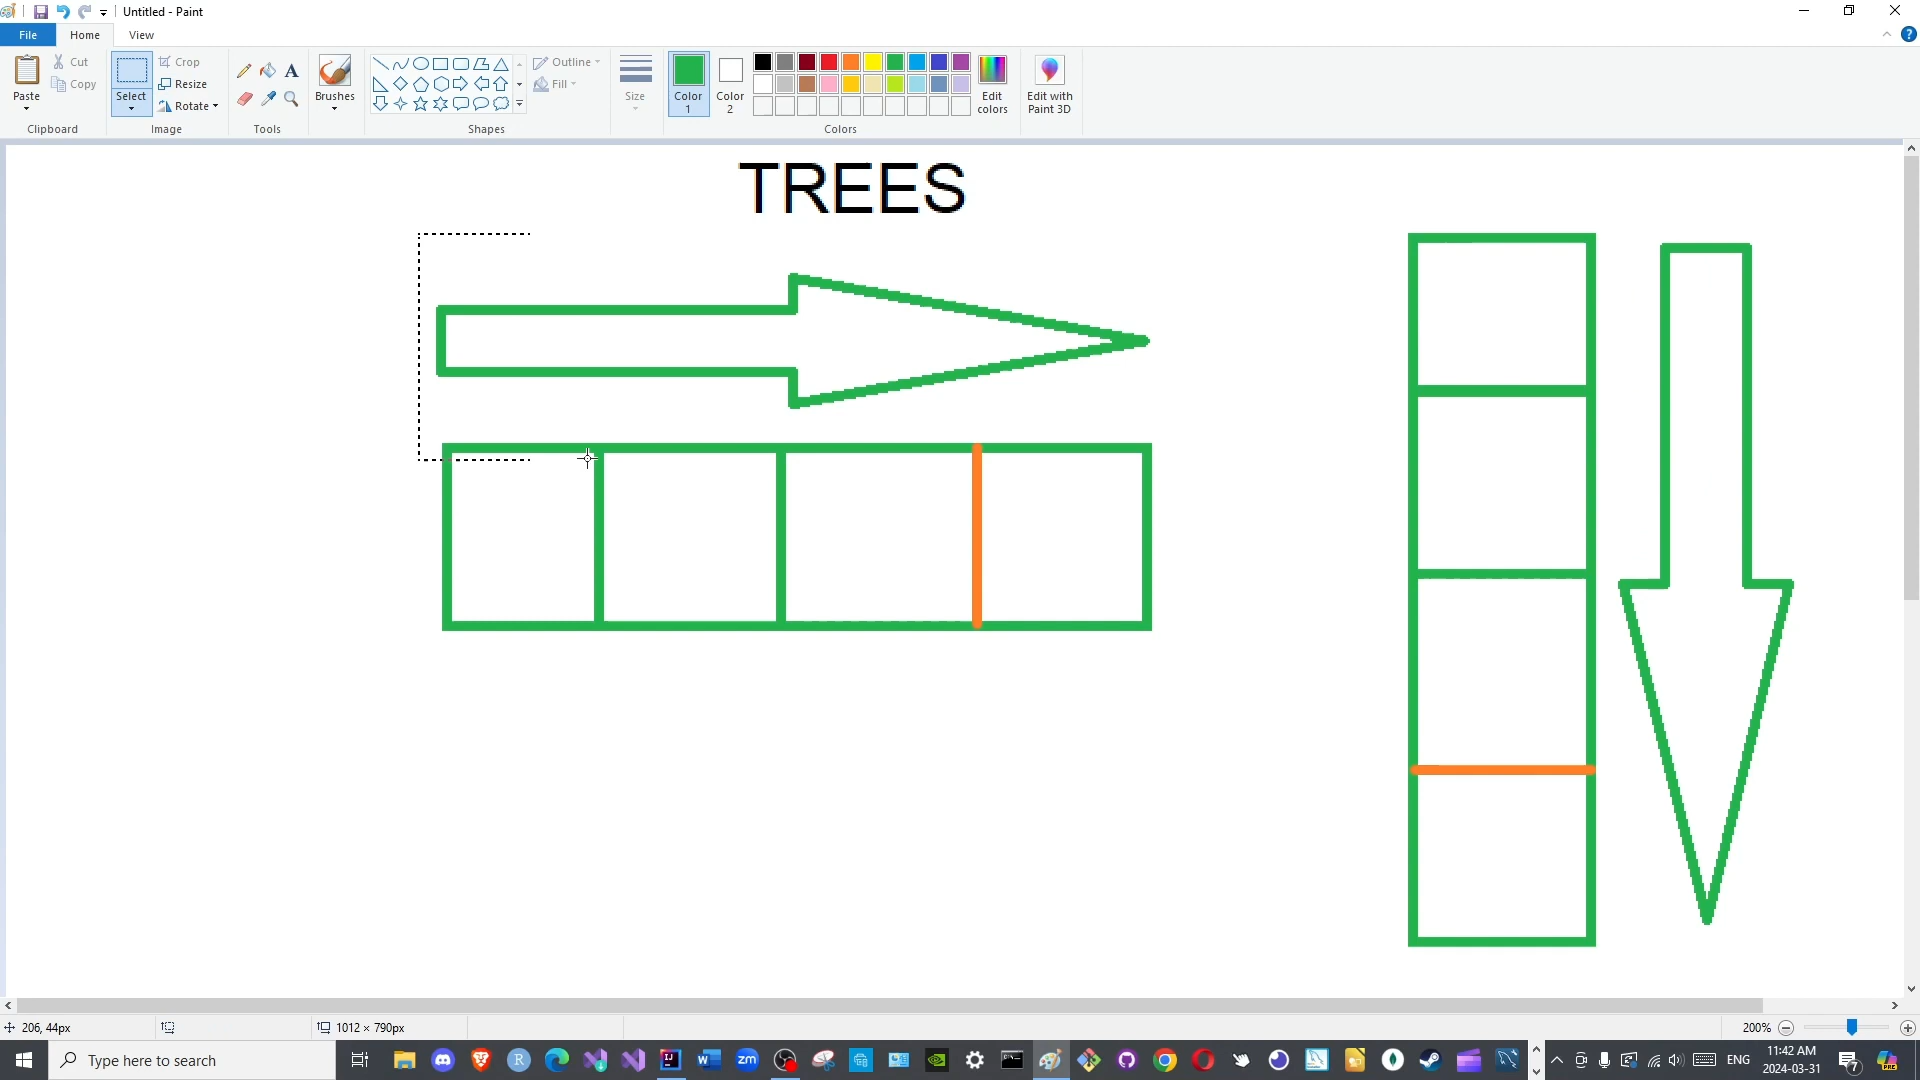 Untitled - Paint
File Home View
Paste
Cut
Copy
Clipboard
Select
Crop
Resize
Rotate
Image
Tools
Brushes
Outline
Fill
Shapes
Size
Color 1
Color 2
Edit colors
Colors
Edit with Paint 3D
TREES
206, 44px
1012 × 790px
200%
Type here to search
ENG
11:42 AM
2024-03-31
7